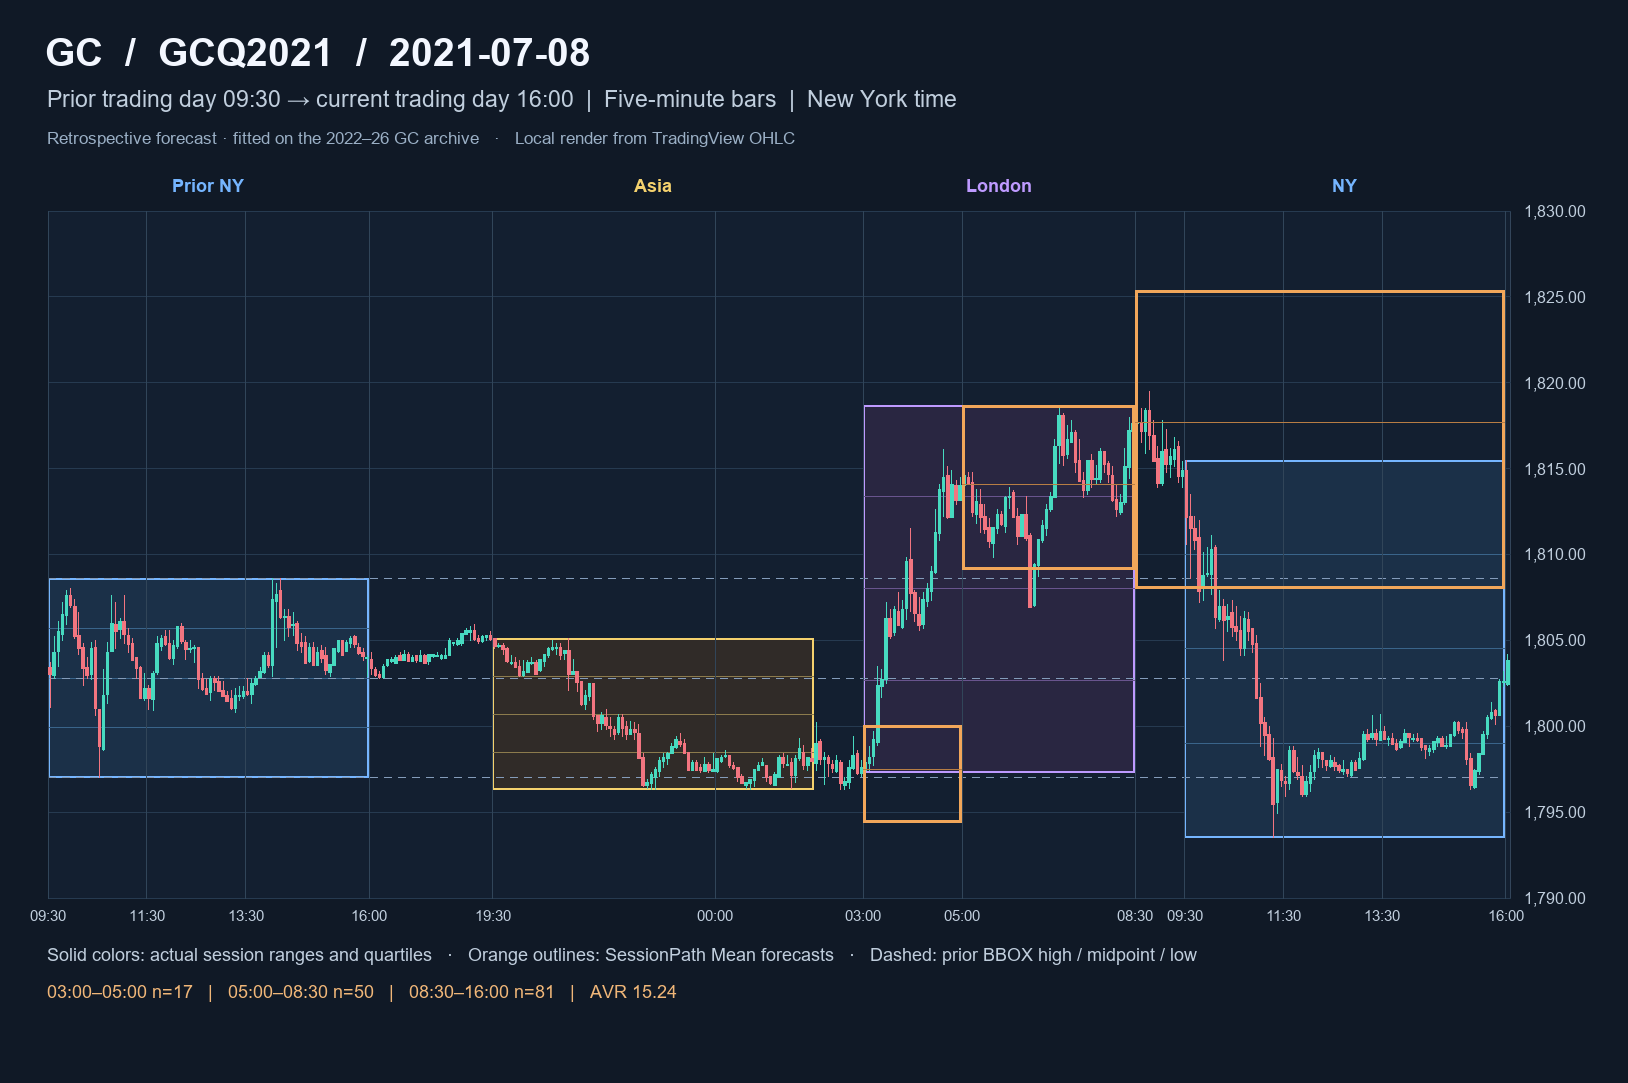 GC / GCQ2021 / 2021-07-08
Prior trading day 09:30 → current trading day 16:00 | Five-minute bars | New York time
Retrospective forecast · fitted on the 2022–26 GC archive · Local render from TradingView OHLC
Prior NY Asia London NY
1,830.00
1,825.00
1,820.00
1,815.00
1,810.00
1,805.00
1,800.00
1,795.00
1,790.00
09:30 11:30 13:30 16:00 19:30 00:00 03:00 05:00 08:30 09:30 11:30 13:30 16:00
Solid colors: actual session ranges and quartiles · Orange outlines: SessionPath Mean forecasts · Dashed: prior BBOX high / midpoint / low
03:00–05:00 n=17 | 05:00–08:30 n=50 | 08:30–16:00 n=81 | AVR 15.24